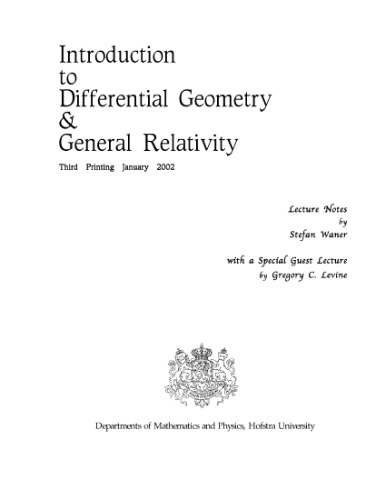 Introduction
to
Differential Geometry
&
General Relativity
Third Printing January 2002
Lecture Notes
by
Stefan Waner
with a Special Guest Lecture
by Gregory C. Levine
Departments of Mathematics and Physics, Hofstra University